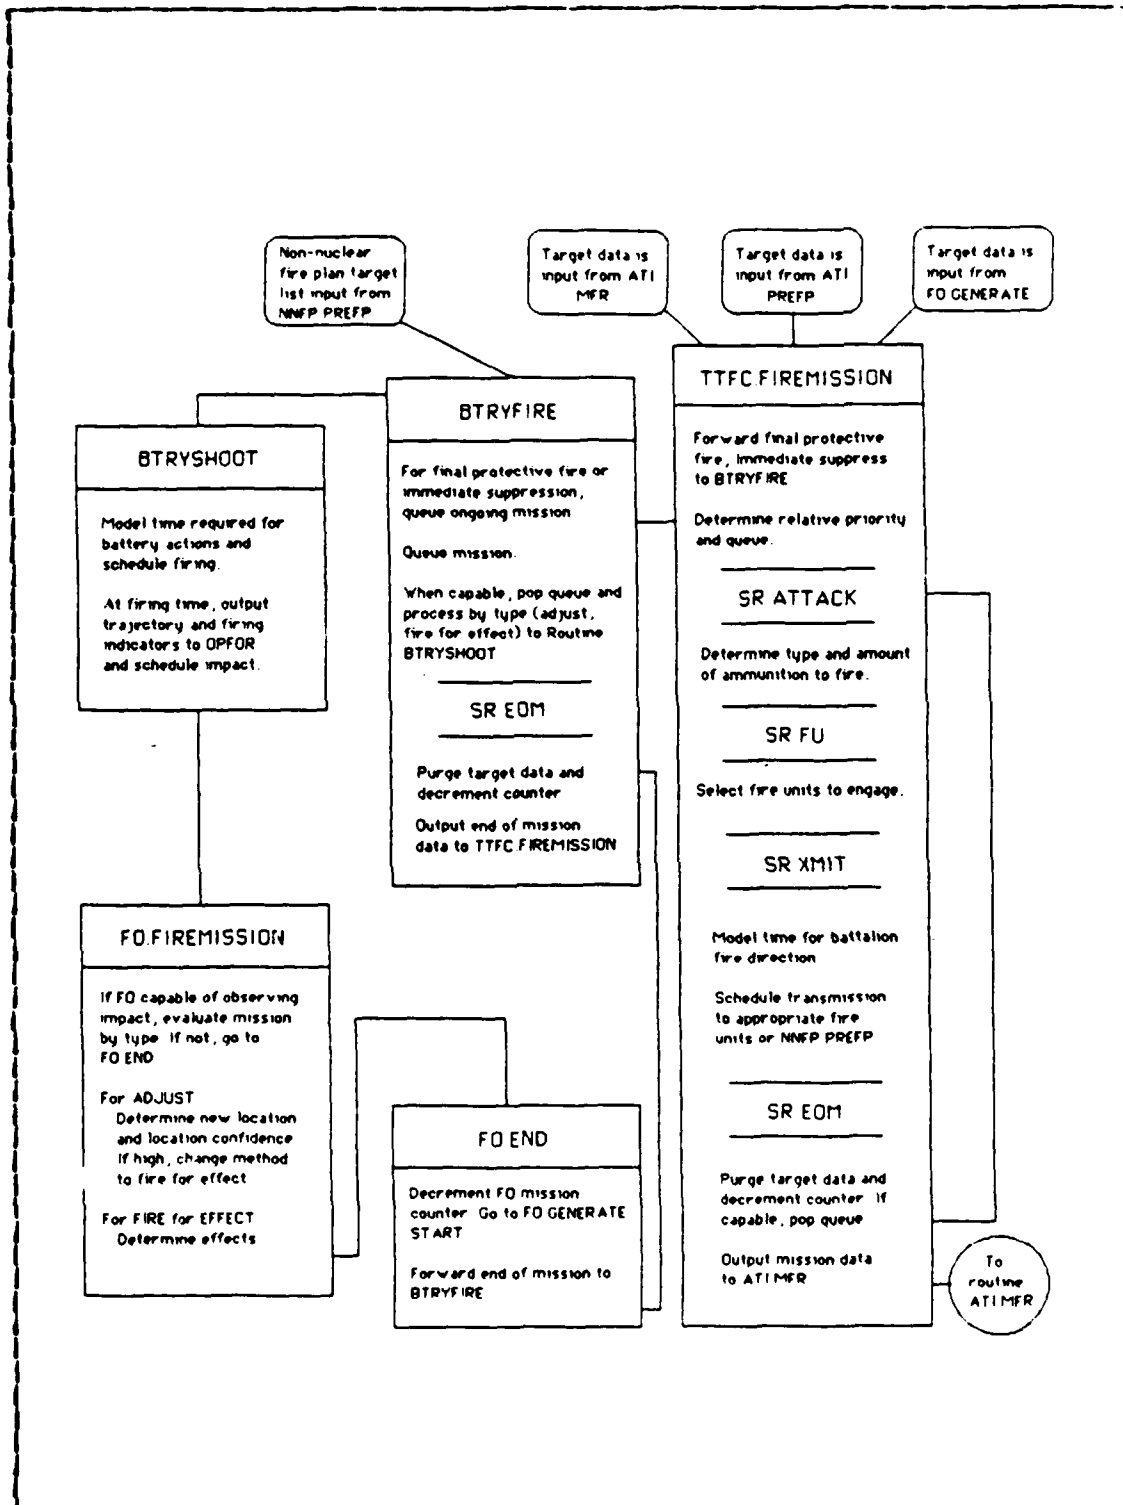 Non-nuclear
fire plan target
list input from
NNFP PREFP
Target data is
input from ATI
MFR
Target data is
input from ATI
PREFP
Target data is
input from
FO GENERATE
TTFC.FIREMISSION
Forward final protective
fire, Immediate suppress
to BTRYFIRE
Determine relative priority
and queue.
SR ATTACK
Determine type and amount
of ammunition to fire.
SR FU
Select fire units to engage.
SR XMIT
Model time for battalion
fire direction
Schedule transmission
to appropriate fire
units or NNFP PREFP
SR EOM
Purge target data and
decrement counter If
capable, pop queue
Output mission data
to ATI MFR
To
routine
ATI MFR
BTRYFIRE
For final protective fire or
immediate suppression,
queue ongoing mission
Queue mission.
When capable, pop queue and
process by type (adjust,
fire for effect) to Routine
BTRYSHOOT
SR EOM
Purge target data and
decrement counter
Output end of mission
data to TTFC.FIREMISSION
BTRYSHOOT
Model time required for
battery actions and
schedule firing.
At firing time, output
trajectory and firing
indicators to OPFOR
and schedule impact.
FO.FIREMISSION
If FO capable of observing
impact, evaluate mission
by type If not, go to
FO END
For ADJUST
Determine new location
and location confidence
If high, change method
to fire for effect
For FIRE for EFFECT
Determine effects
FO END
Decrement FO mission
counter Go to FO GENERATE
START
Forward end of mission to
BTRYFIRE